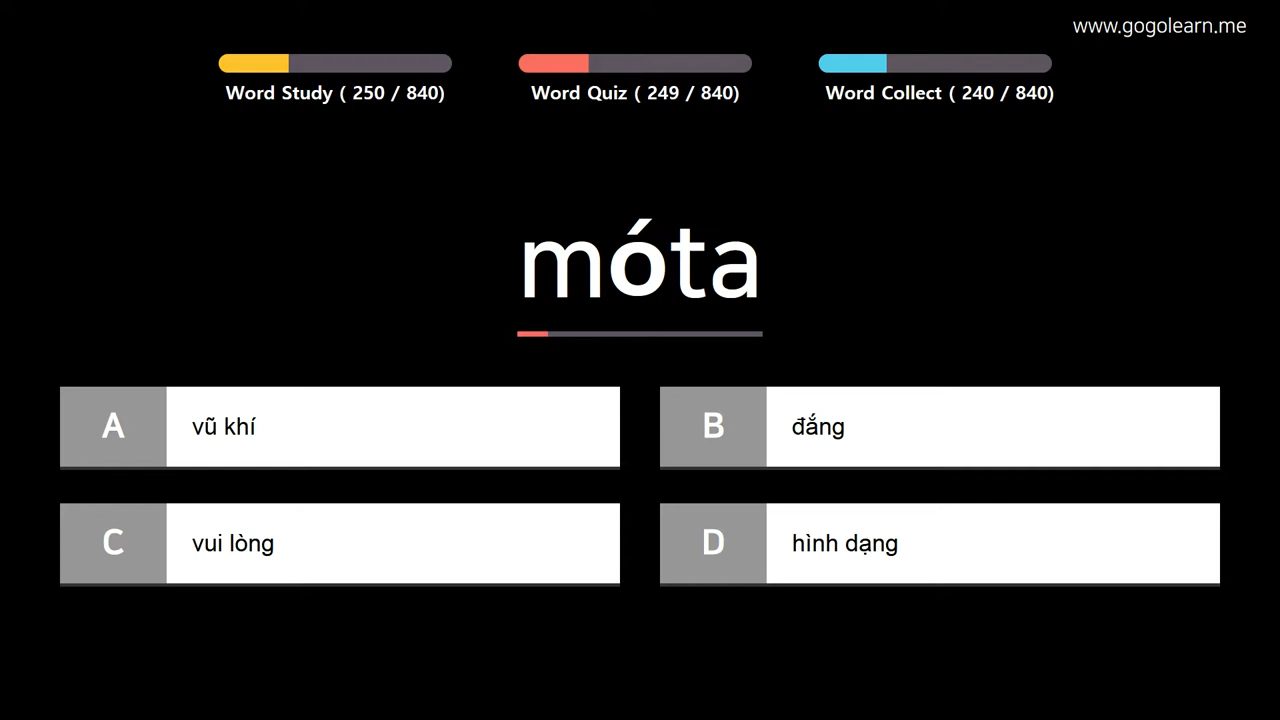 www.gogolearn.me
Word Study ( 250 / 840)
Word Quiz ( 249 / 840)
Word Collect ( 240 / 840)
móta
A vũ khí
B đắng
C vui lòng
D hình dạng